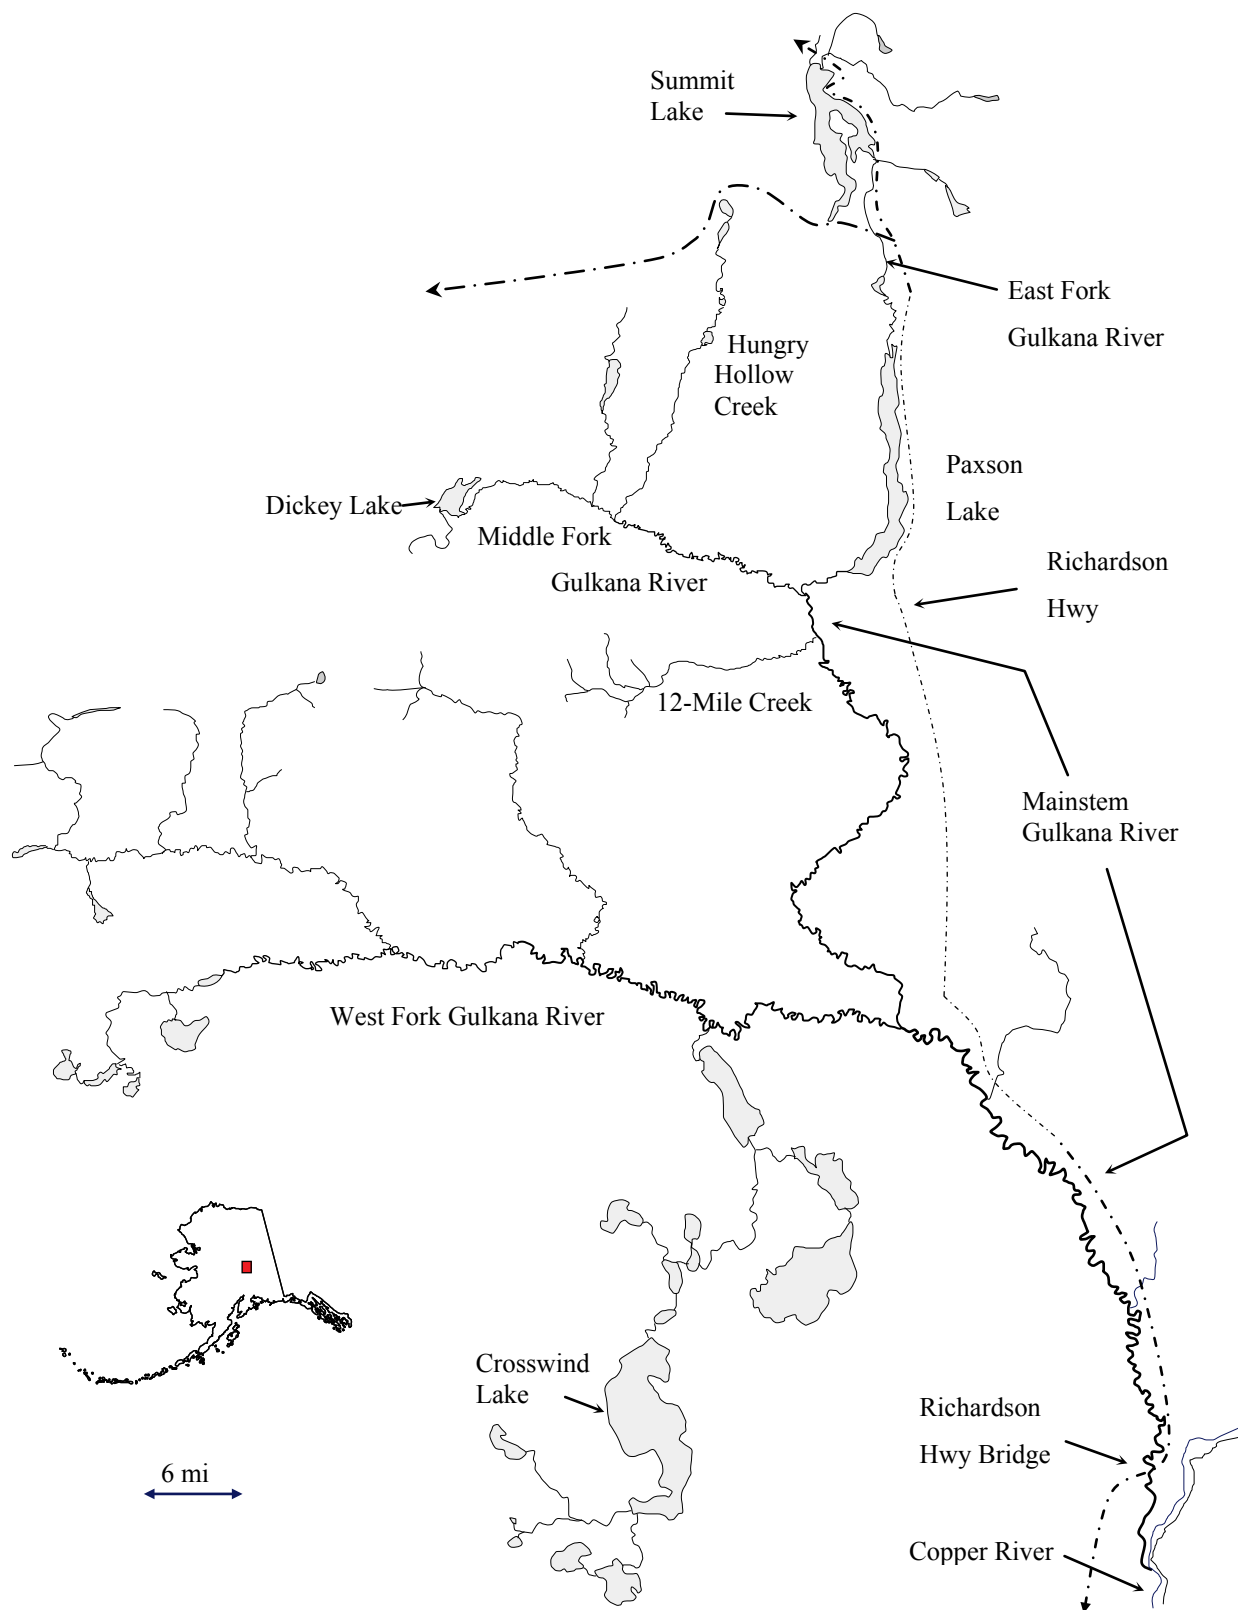 Summit
Lake
East Fork
Gulkana River
Hungry
Hollow
Creek
Paxson
Lake
Dickey Lake
Middle Fork
Gulkana River
Richardson
Hwy
12-Mile Creek
Mainstem
Gulkana River
West Fork Gulkana River
Crosswind
Lake
Richardson
Hwy Bridge
6 mi
Copper River